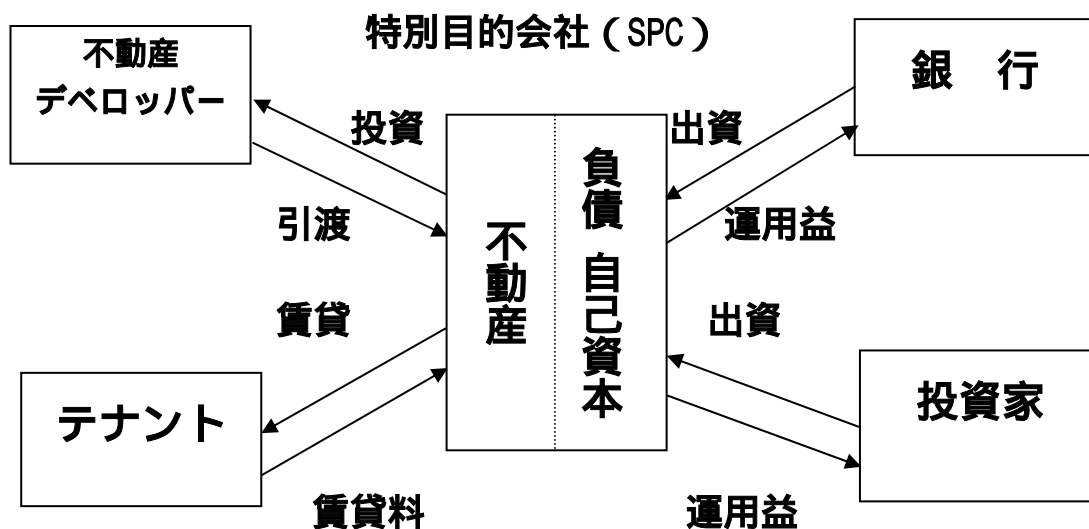 特別目的会社（SPC）
不動産
デベロッパー
銀　行
投資
出資
引渡
運用益
不動産
負債 自己資本
賃貸
出資
テナント
投資家
賃貸料
運用益